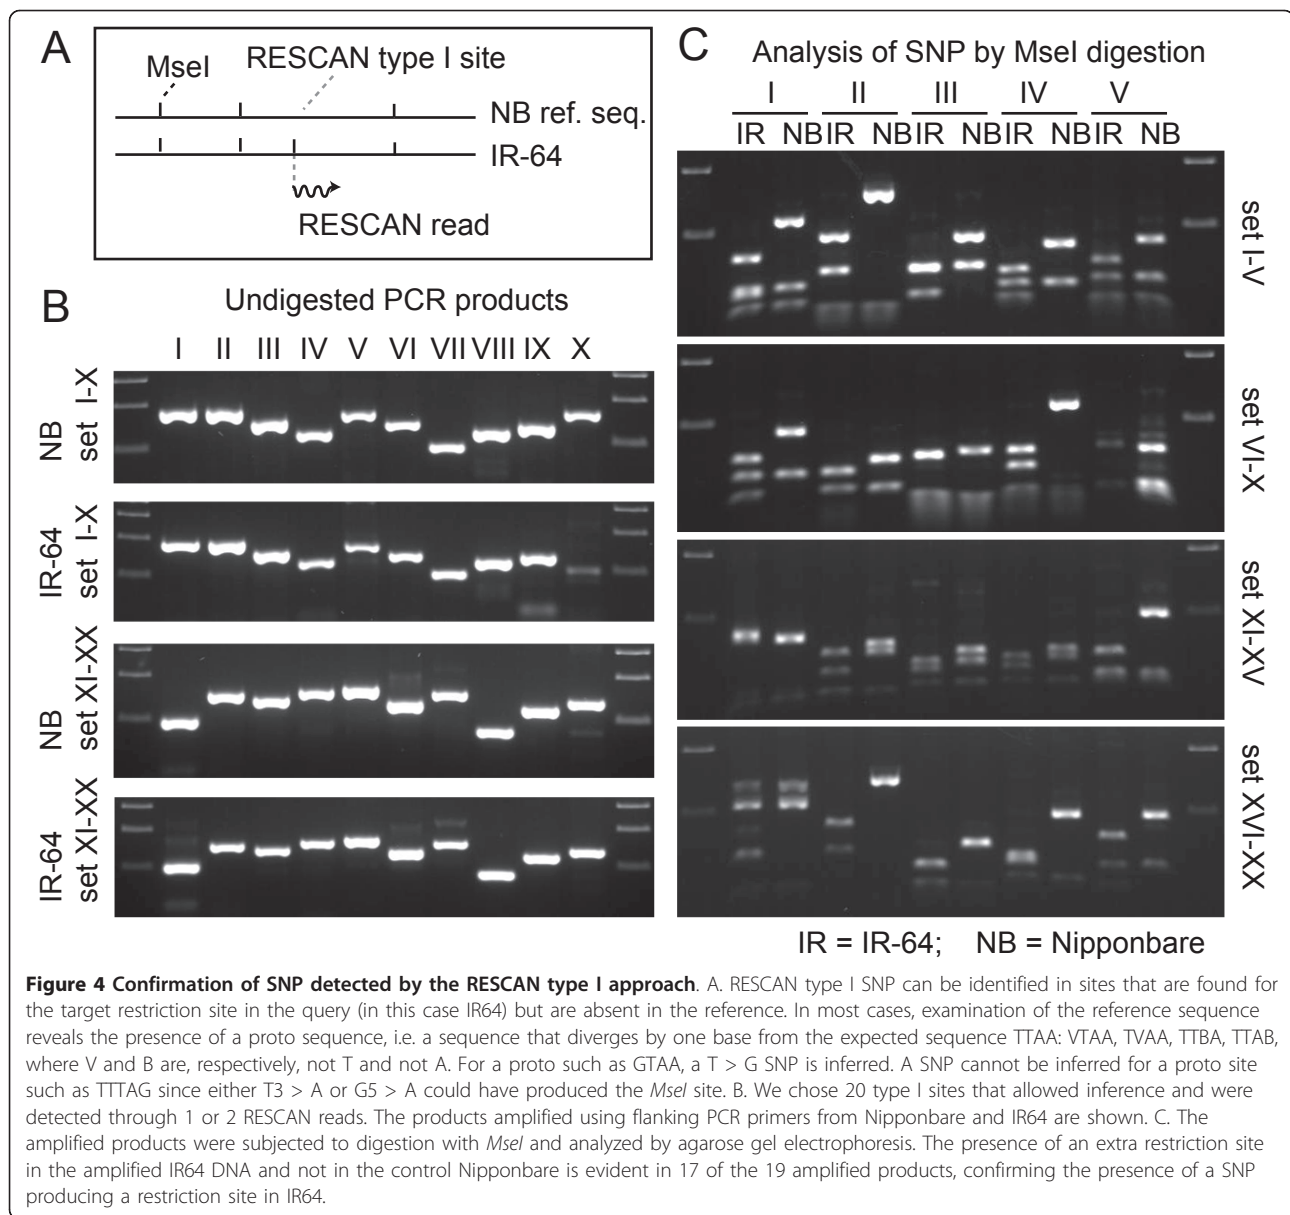 A
MseI
RESCAN type I site
NB ref. seq.
IR-64
RESCAN read
B
Undigested PCR products
I II III IV V VI VII VIII IX X
NB
set I-X
IR-64
set I-X
NB
set XI-XX
IR-64
set XI-XX
C
Analysis of SNP by MseI digestion
I II III IV V
IR NB IR NB IR NB IR NB IR NB
set I-V
set VI-X
set XI-XV
set XVI-XX
IR = IR-64; NB = Nipponbare
Figure 4 Confirmation of SNP detected by the RESCAN type I approach. A. RESCAN type I SNP can be identified in sites that are found for
the target restriction site in the query (in this case IR64) but are absent in the reference. In most cases, examination of the reference sequence
reveals the presence of a proto sequence, i.e. a sequence that diverges by one base from the expected sequence TTAA: VTAA, TVAA, TTBA, TTAB,
where V and B are, respectively, not T and not A. For a proto such as GTAA, a T > G SNP is inferred. A SNP cannot be inferred for a proto site
such as TTTAG since either T3 > A or G5 > A could have produced the MseI site. B. We chose 20 type I sites that allowed inference and were
detected through 1 or 2 RESCAN reads. The products amplified using flanking PCR primers from Nipponbare and IR64 are shown. C. The
amplified products were subjected to digestion with MseI and analyzed by agarose gel electrophoresis. The presence of an extra restriction site
in the amplified IR64 DNA and not in the control Nipponbare is evident in 17 of the 19 amplified products, confirming the presence of a SNP
producing a restriction site in IR64.